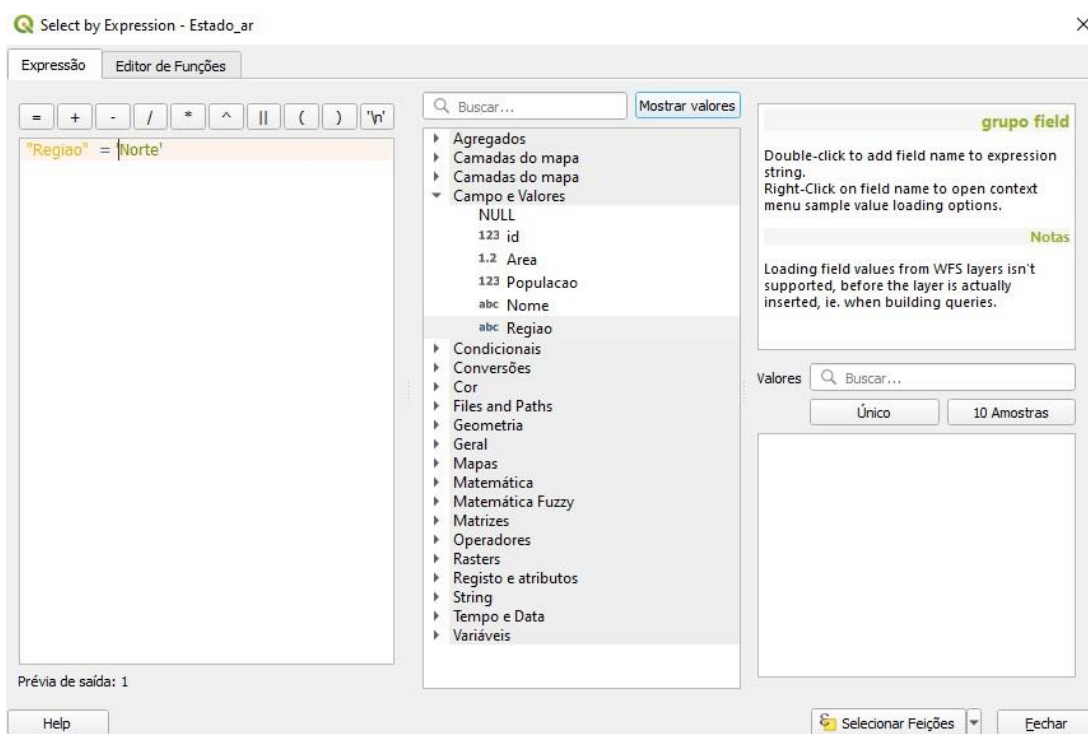 Select by Expression - Estado_ar
Expressão
Editor de Funções
= + - / * ^ || ( ) '\n'
"Regiao" = 'Norte'
Prévia de saída: 1
Help
Buscar...
Mostrar valores
Agregados
Camadas do mapa
Camadas do mapa
Campo e Valores
NULL
123 id
1.2 Area
123 Populacao
abc Nome
abc Regiao
Condicionais
Conversões
Cor
Files and Paths
Geometria
Geral
Mapas
Matemática
Matemática Fuzzy
Matrizes
Operadores
Rasters
Registo e atributos
String
Tempo e Data
Variáveis
grupo field
Double-click to add field name to expression
string.
Right-Click on field name to open context
menu sample value loading options.
Notas
Loading field values from WFS layers isn't
supported, before the layer is actually
inserted, ie. when building queries.
Valores
Buscar...
Único
10 Amostras
Selecionar Feições
Fechar